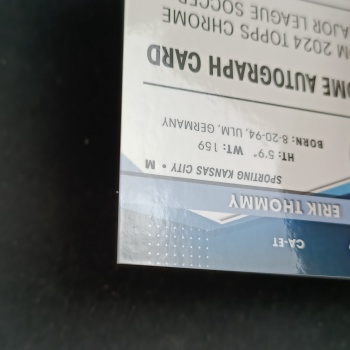 CA-ET
ERIK THOMMY
SPORTING KANSAS CITY • M
HT: 5'9" WT: 159
BORN: 8-20-94, ULM, GERMANY
OME AUTOGRAPH CARD
M 2024 TOPPS CHROME
AJOR LEAGUE SOCCER